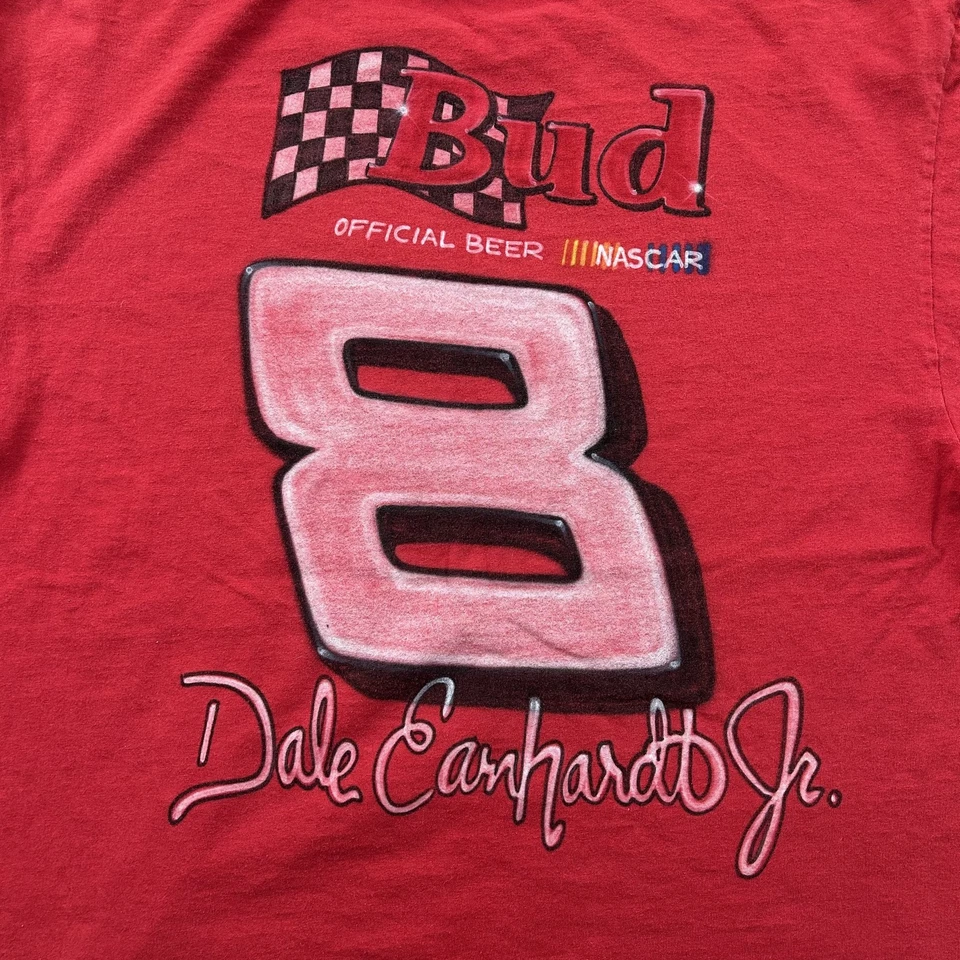 Bud
OFFICIAL BEER NASCAR
8
Dale Earnhardt Jr.